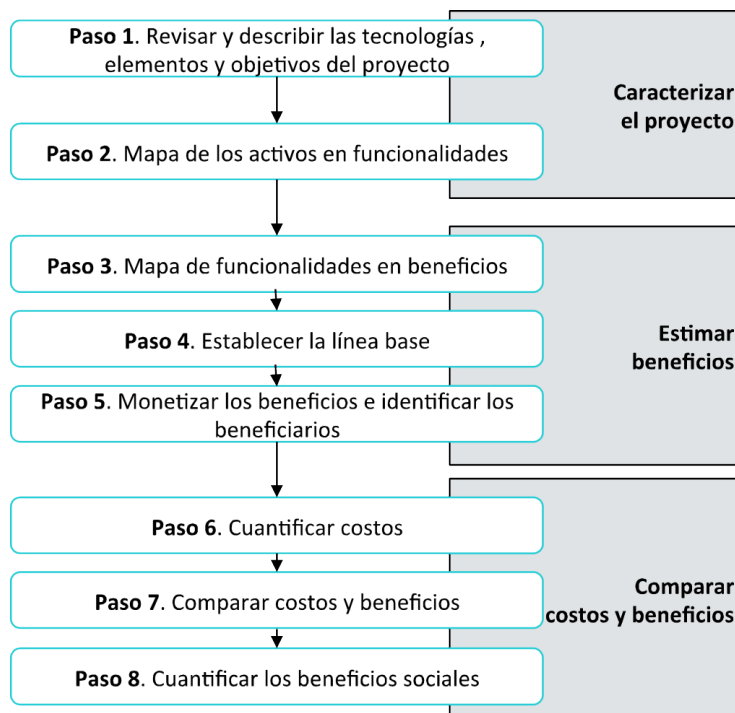 Paso 1. Revisar y describir las tecnologías ,
elementos y objetivos del proyecto
Caracterizar
el proyecto
Paso 2. Mapa de los activos en funcionalidades
Paso 3. Mapa de funcionalidades en beneficios
Paso 4. Establecer la línea base
Estimar
beneficios
Paso 5. Monetizar los beneficios e identificar los
beneficiarios
Paso 6. Cuantificar costos
Paso 7. Comparar costos y beneficios
Comparar
costos y beneficios
Paso 8. Cuantificar los beneficios sociales